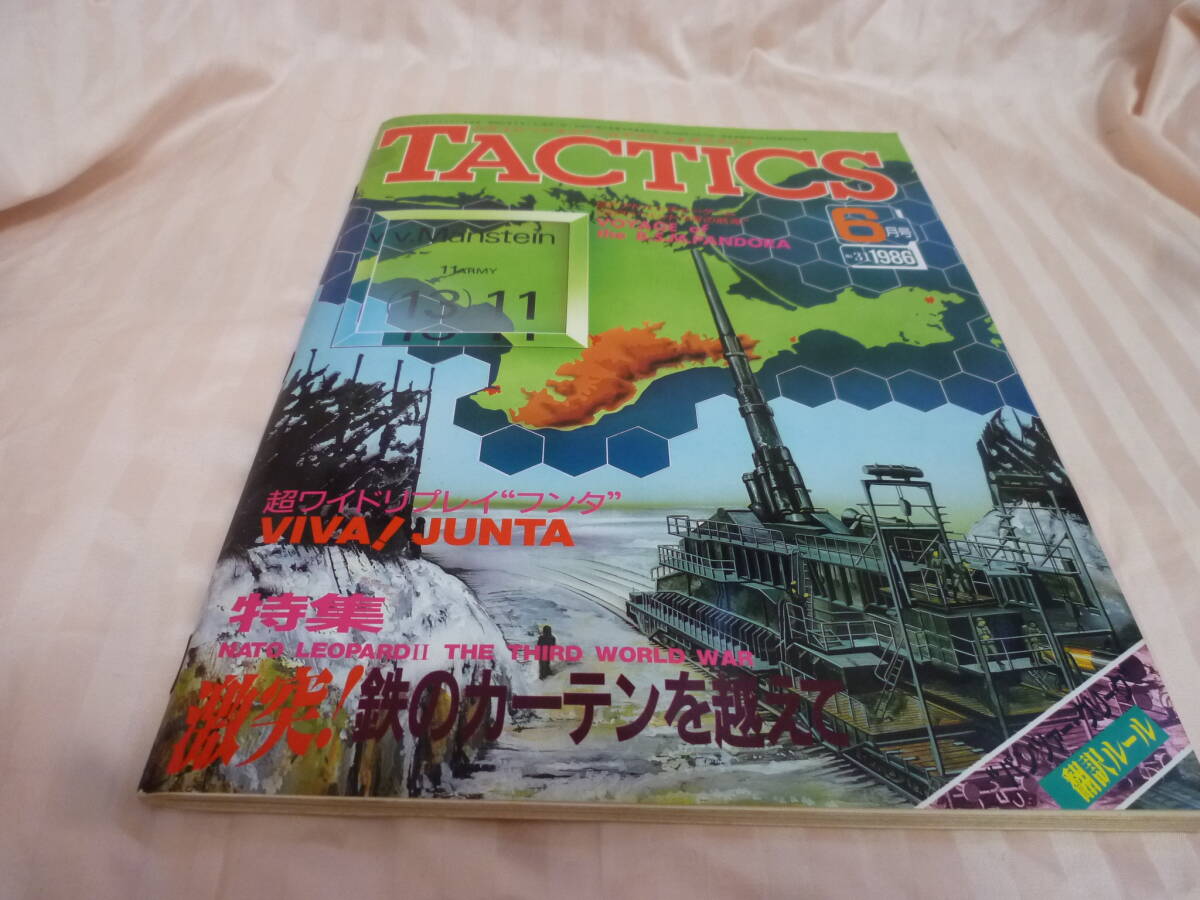 TACTICS
VOYAGE of
the B.S.M.PANDORA
6月号
No.31 1986
v.Manstein
11ARMY
13 11
超ワイドリプレイ“フンタ”
VIVA! JUNTA
特集
NATO LEOPARDII THE THIRD WORLD WAR
激突!鉄のカーテンを越えて
翻訳ルール